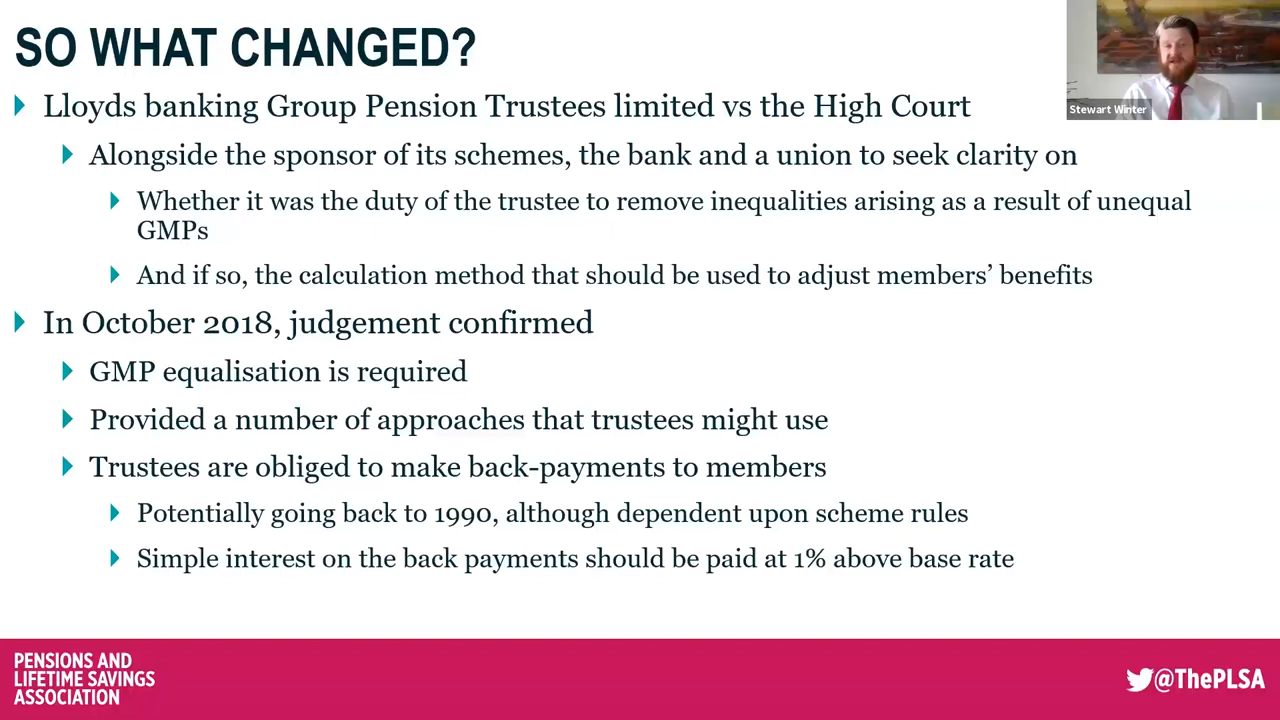 SO WHAT CHANGED?
Lloyds banking Group Pension Trustees limited vs the High Court
Alongside the sponsor of its schemes, the bank and a union to seek clarity on
Whether it was the duty of the trustee to remove inequalities arising as a result of unequal
GMPs
And if so, the calculation method that should be used to adjust members’ benefits
In October 2018, judgement confirmed
GMP equalisation is required
Provided a number of approaches that trustees might use
Trustees are obliged to make back-payments to members
Potentially going back to 1990, although dependent upon scheme rules
Simple interest on the back payments should be paid at 1% above base rate
Stewart Winter
PENSIONS AND
LIFETIME SAVINGS
ASSOCIATION
@ThePLSA